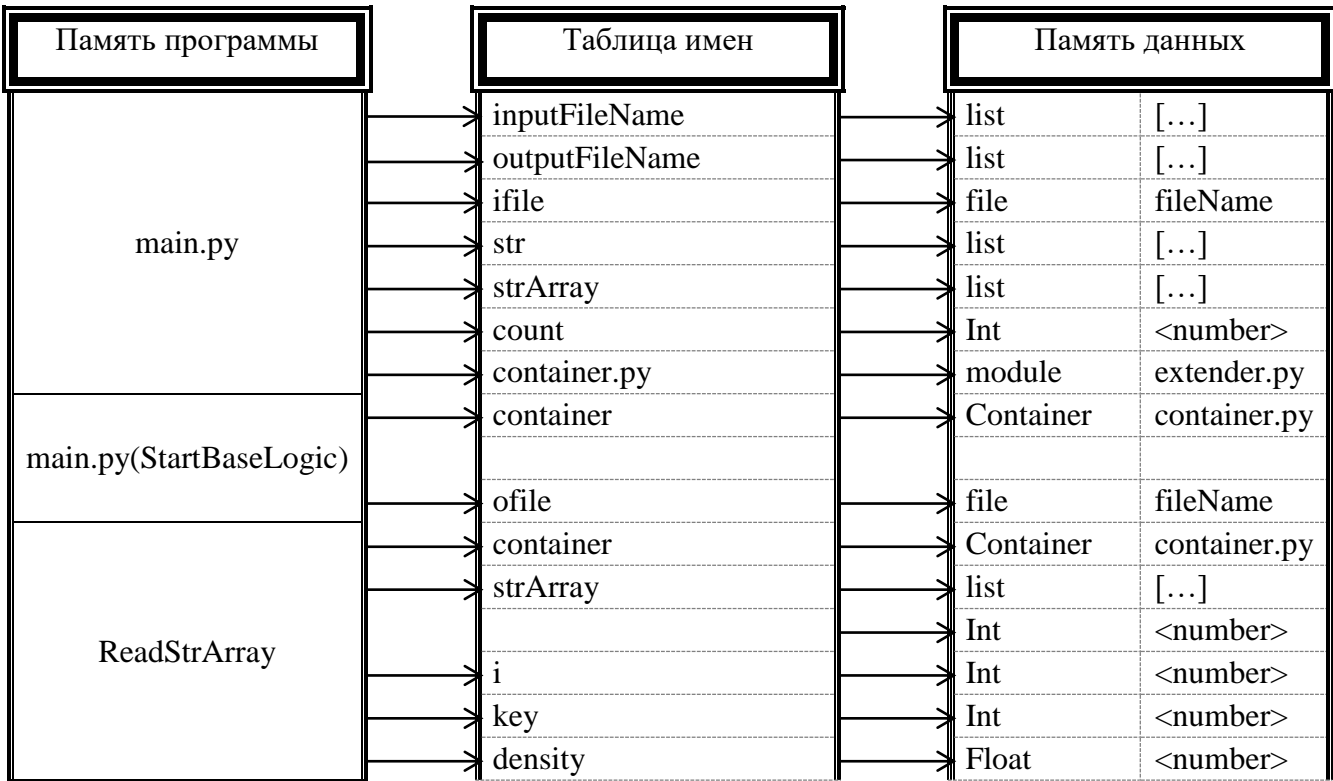 Память программы Таблица имен Память данных
inputFileName list […]
outputFileName list […]
ifile file fileName
main.py str list […]
strArray list […]
count Int <number>
container.py module extender.py
container Container container.py
main.py(StartBaseLogic)
ofile file fileName
container Container container.py
strArray list […]
Int <number>
ReadStrArray
i Int <number>
key Int <number>
density Float <number>